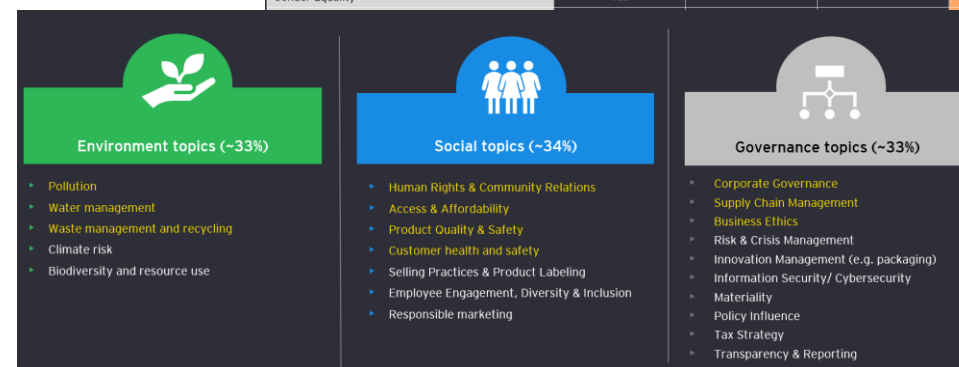 Gender Equality
Environment topics (~33%)
Pollution
Water management
Waste management and recycling
Climate risk
Biodiversity and resource use
Social topics (~34%)
Human Rights & Community Relations
Access & Affordability
Product Quality & Safety
Customer health and safety
Selling Practices & Product Labeling
Employee Engagement, Diversity & Inclusion
Responsible marketing
Governance topics (~33%)
Corporate Governance
Supply Chain Management
Business Ethics
Risk & Crisis Management
Innovation Management (e.g. packaging)
Information Security/ Cybersecurity
Materiality
Policy Influence
Tax Strategy
Transparency & Reporting